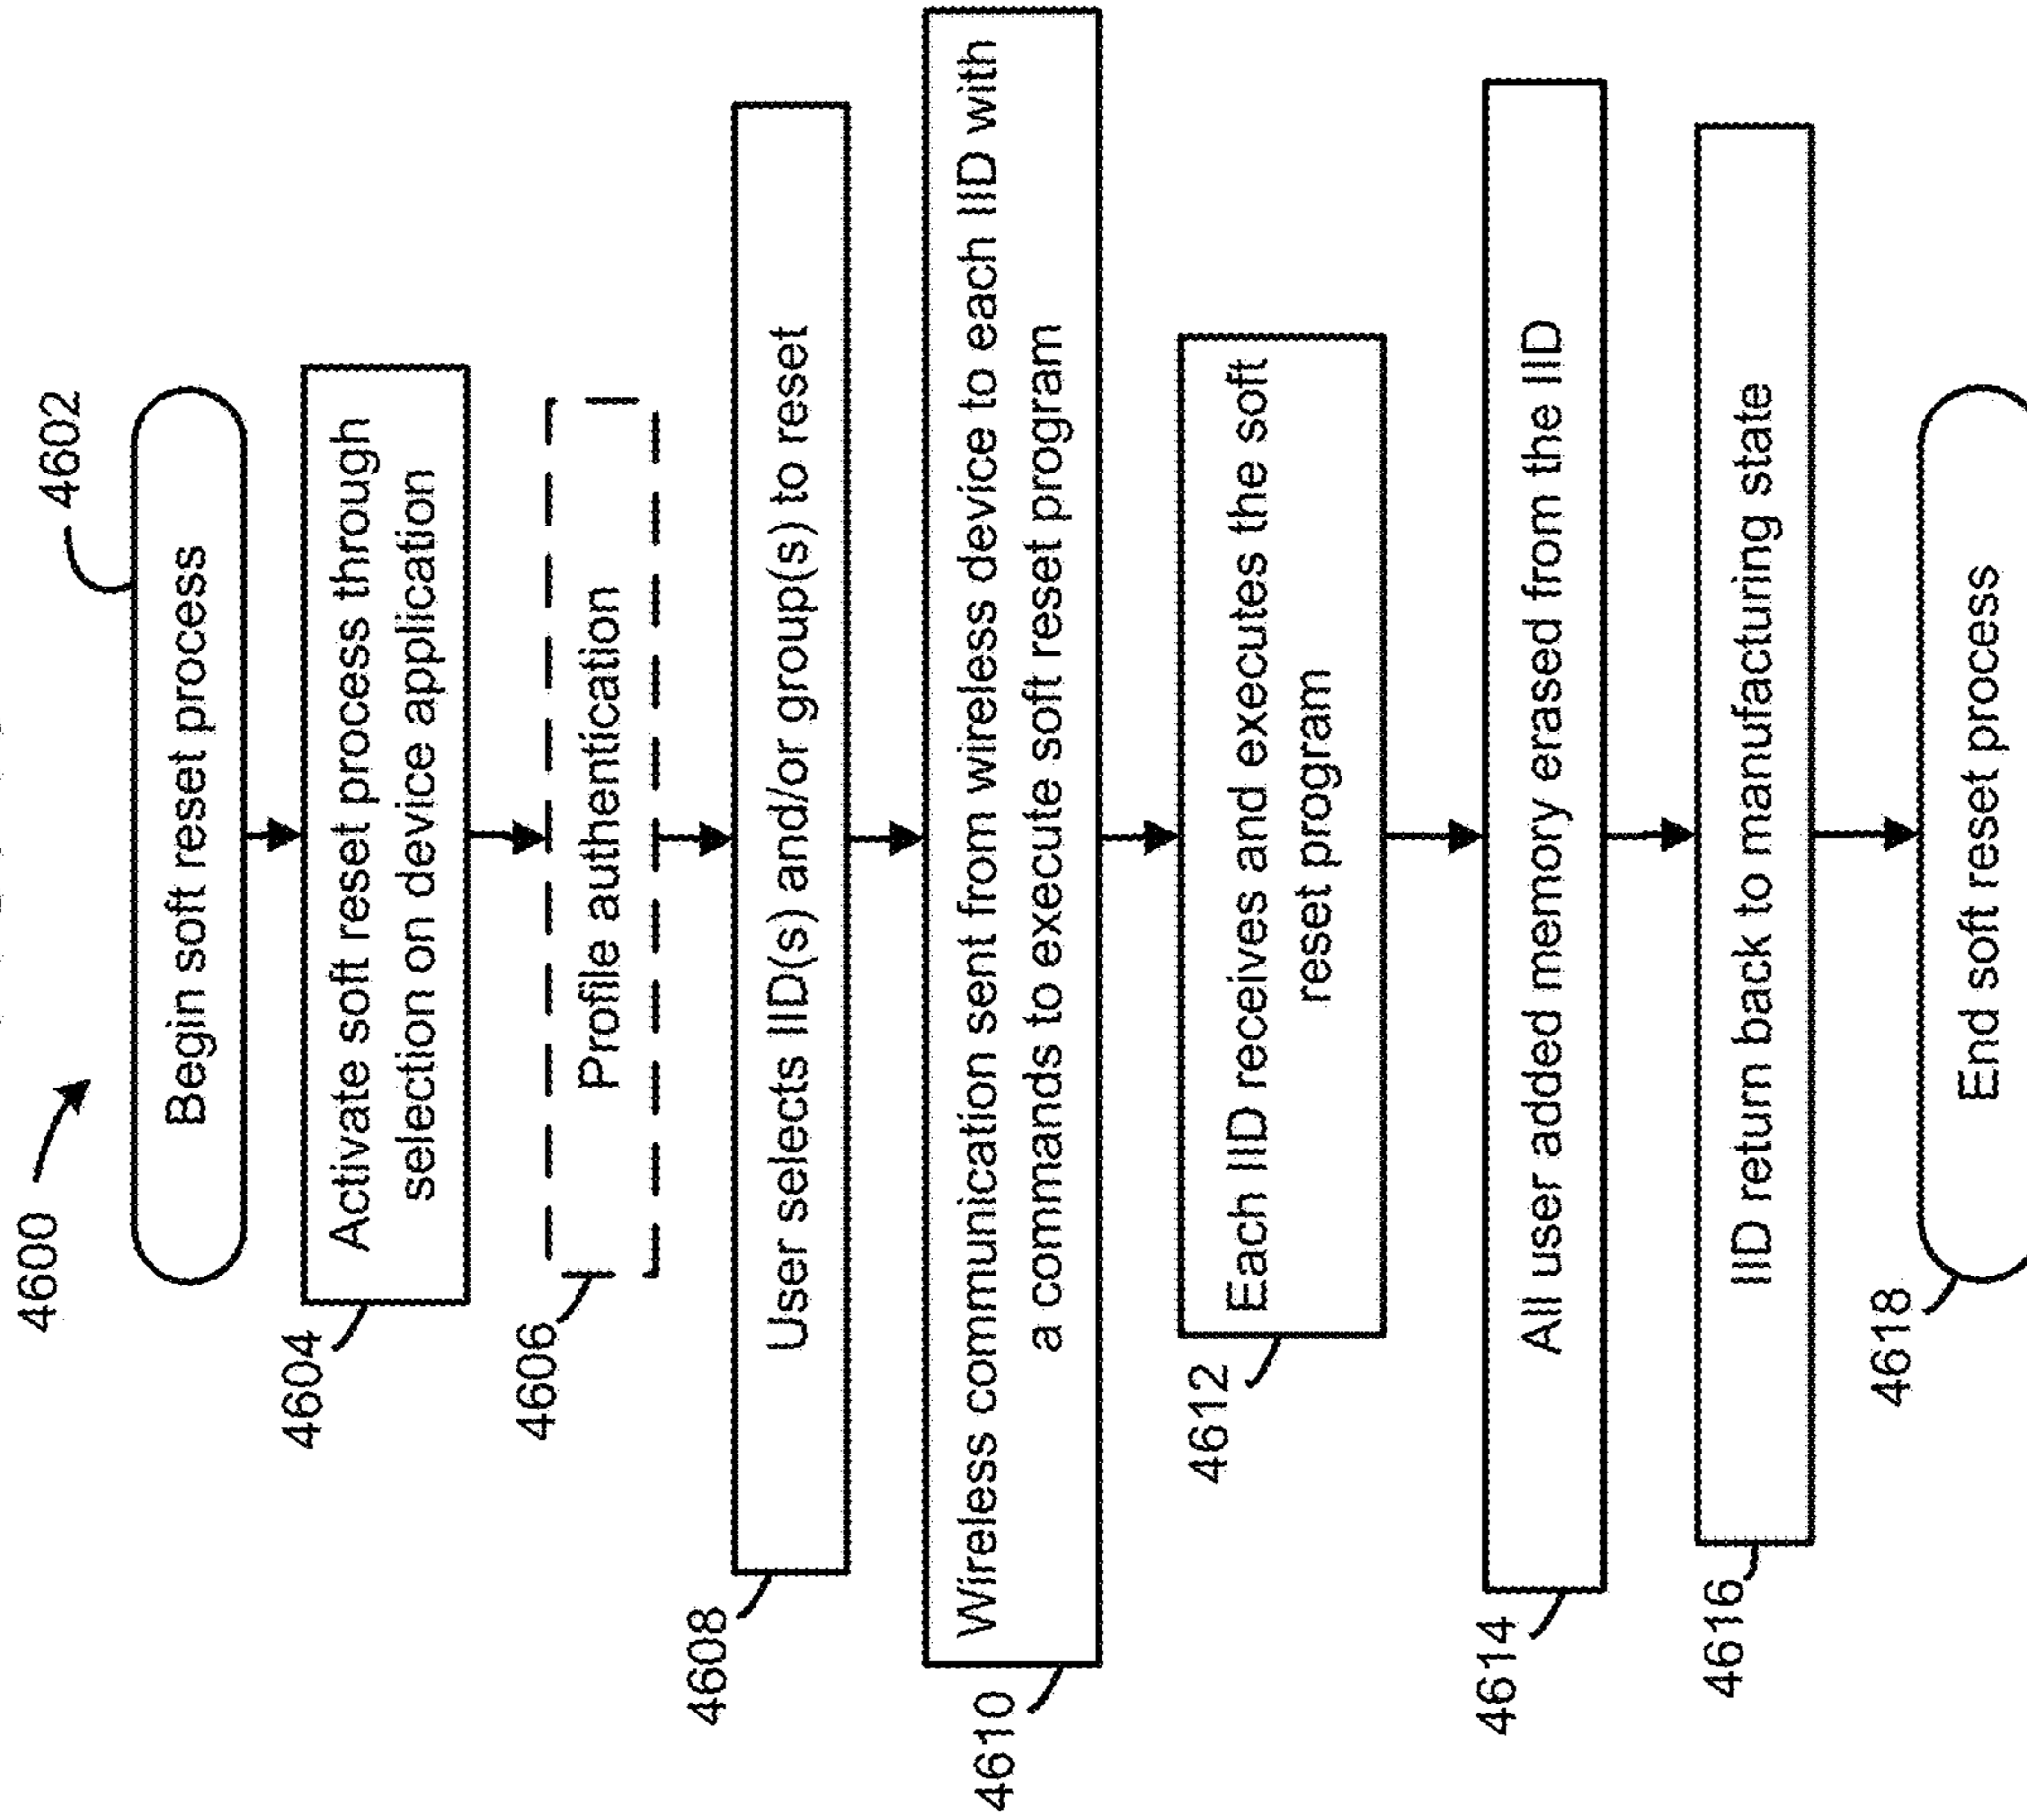 4600
4602
Begin soft reset process
4604
Activate soft reset process through
selection on device application
4606
Profile authentication
4608
User selects IID(s) and/or group(s) to reset
4610
Wireless communication sent from wireless device to each IID with
a commands to execute soft reset program
4612
Each IID receives and executes the soft
reset program
4614
All user added memory erased from the IID
4616
IID return back to manufacturing state
4618
End soft reset process